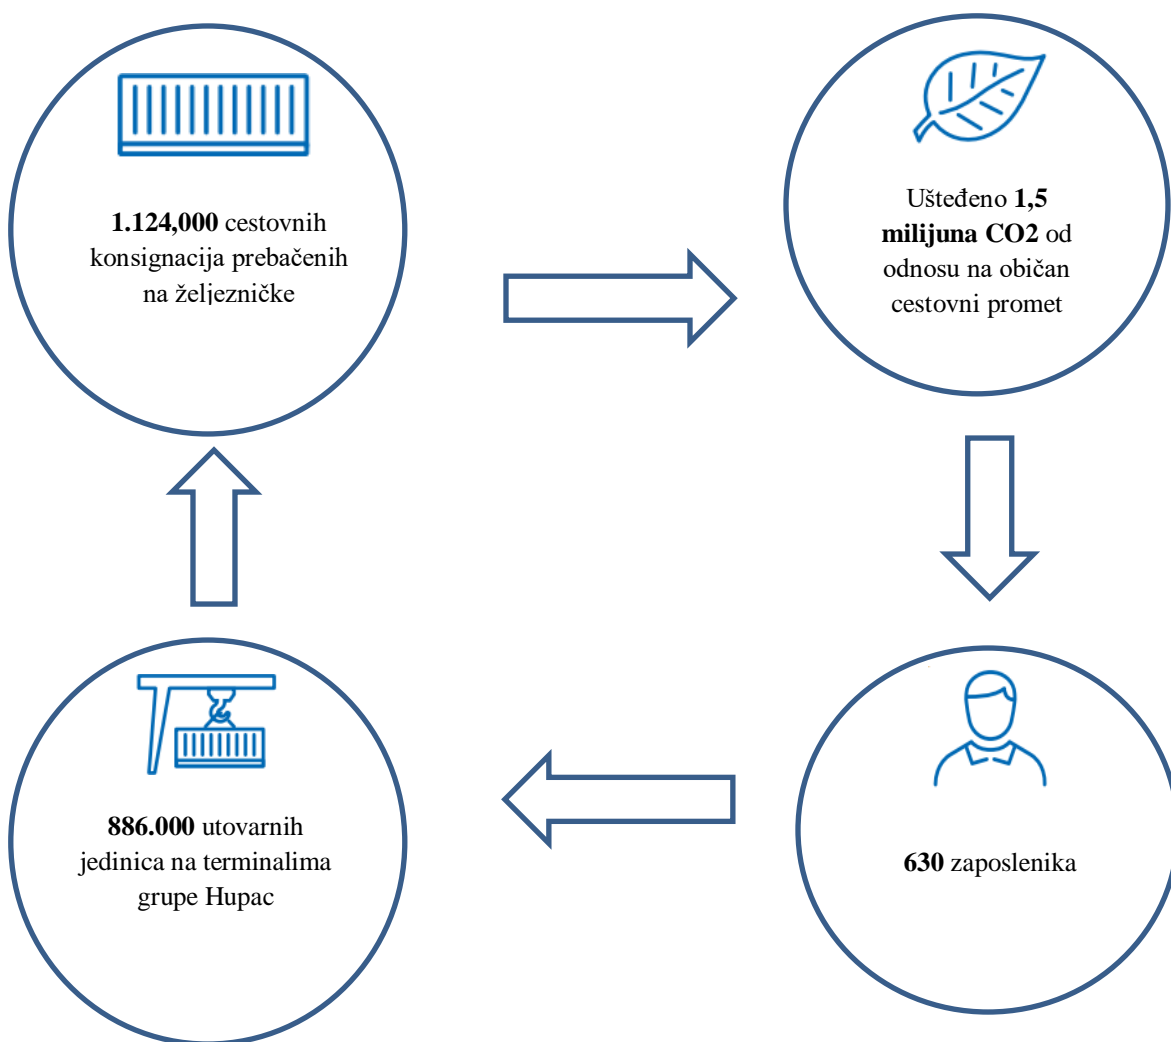 1.124,000 cestovnih
konsignacija prebačenih
na željezničke
Ušteđeno 1,5
milijuna CO2 od
odnosu na običan
cestovni promet
630 zaposlenika
886.000 utovarnih
jedinica na terminalima
grupe Hupac